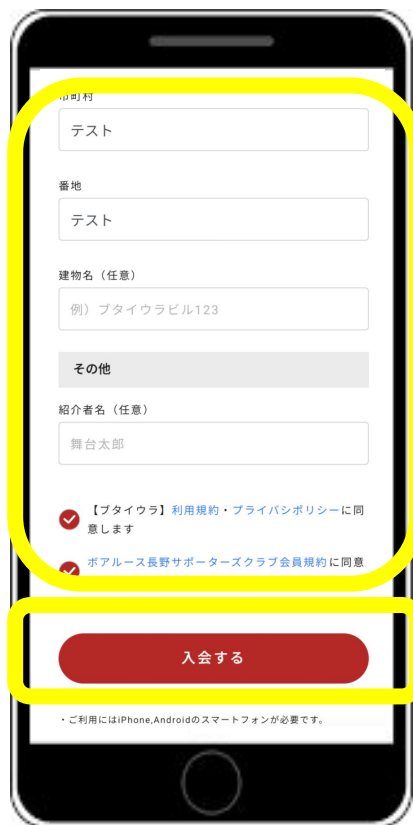 市町村
テスト
番地
テスト
建物名（任意）
例）ブタイウラビル123
その他
紹介者名（任意）
舞台太郎
【ブタイウラ】利用規約・プライバシポリシーに同
意します
ボアルース長野サポーターズクラブ会員規約に同意
入会する
・ご利用にはiPhone,Androidのスマートフォンが必要です。